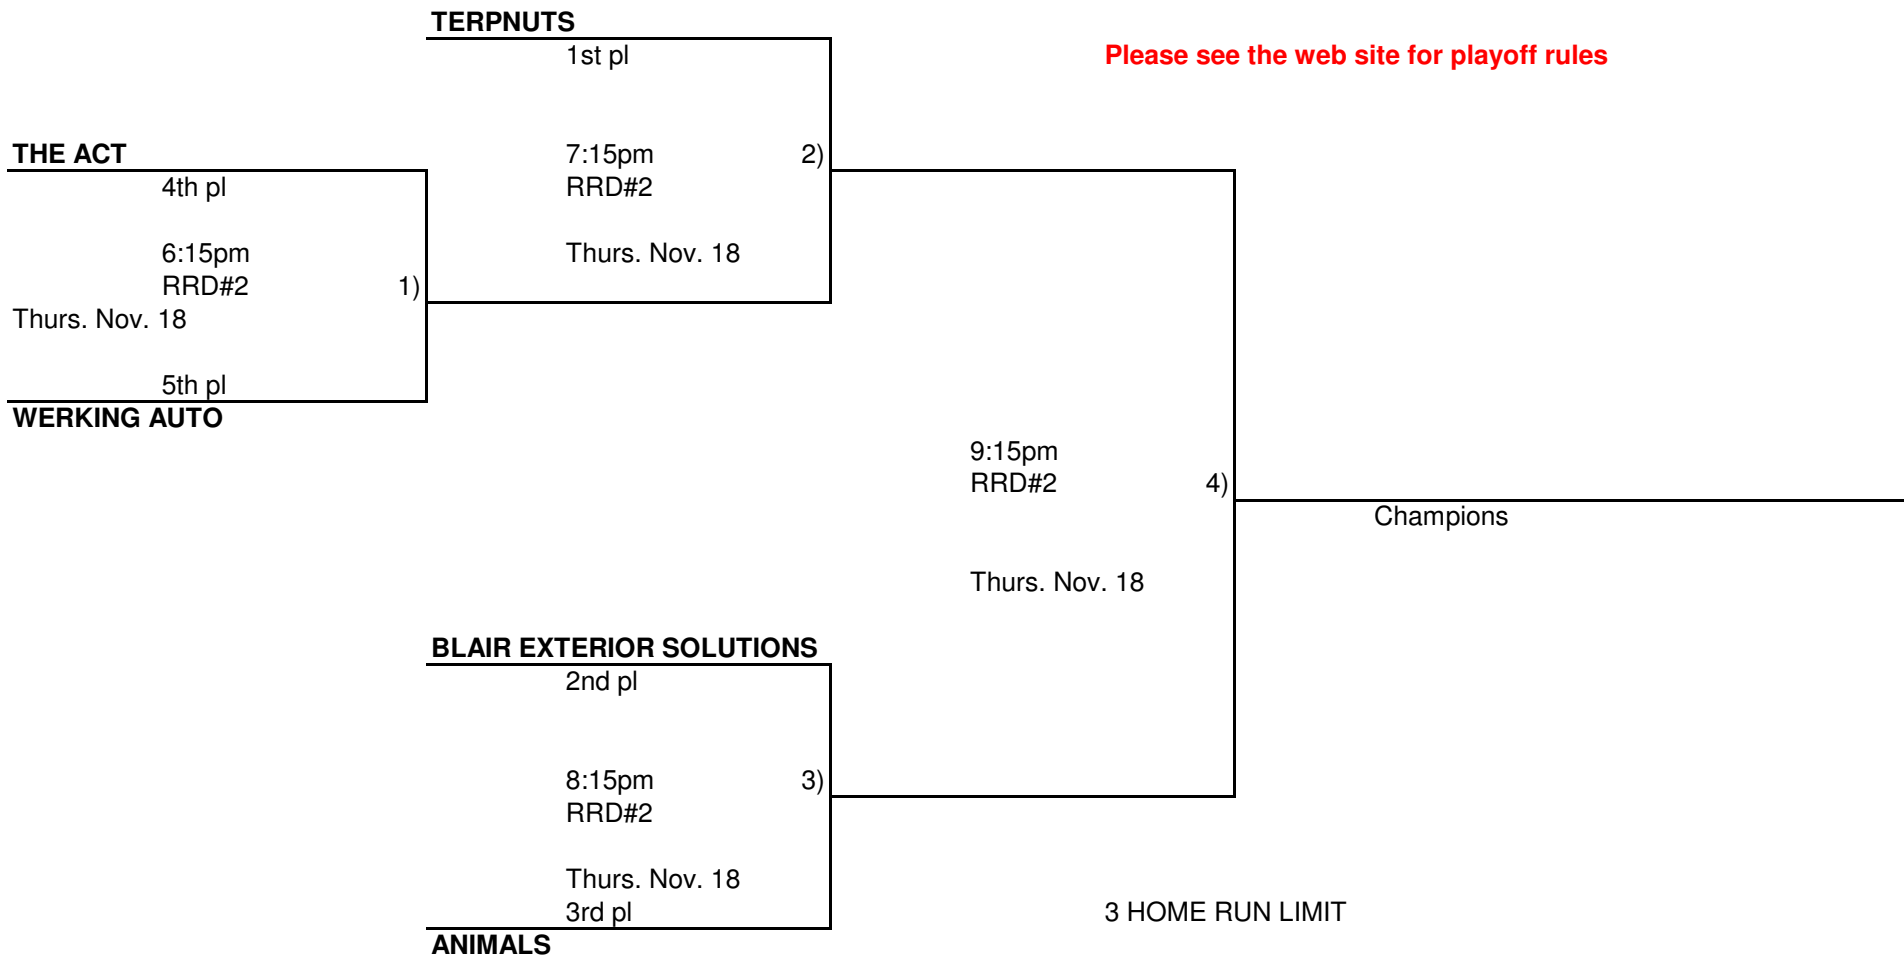 TERPNUTS
1st pl
Please see the web site for playoff rules
THE ACT
7:15pm
2)
4th pl
RRD#2
6:15pm
Thurs. Nov. 18
RRD#2
1)
Thurs. Nov. 18
5th pl
WERKING AUTO
9:15pm
RRD#2
4)
Champions
Thurs. Nov. 18
BLAIR EXTERIOR SOLUTIONS
2nd pl
8:15pm
3)
RRD#2
Thurs. Nov. 18
3rd pl
3 HOME RUN LIMIT
ANIMALS